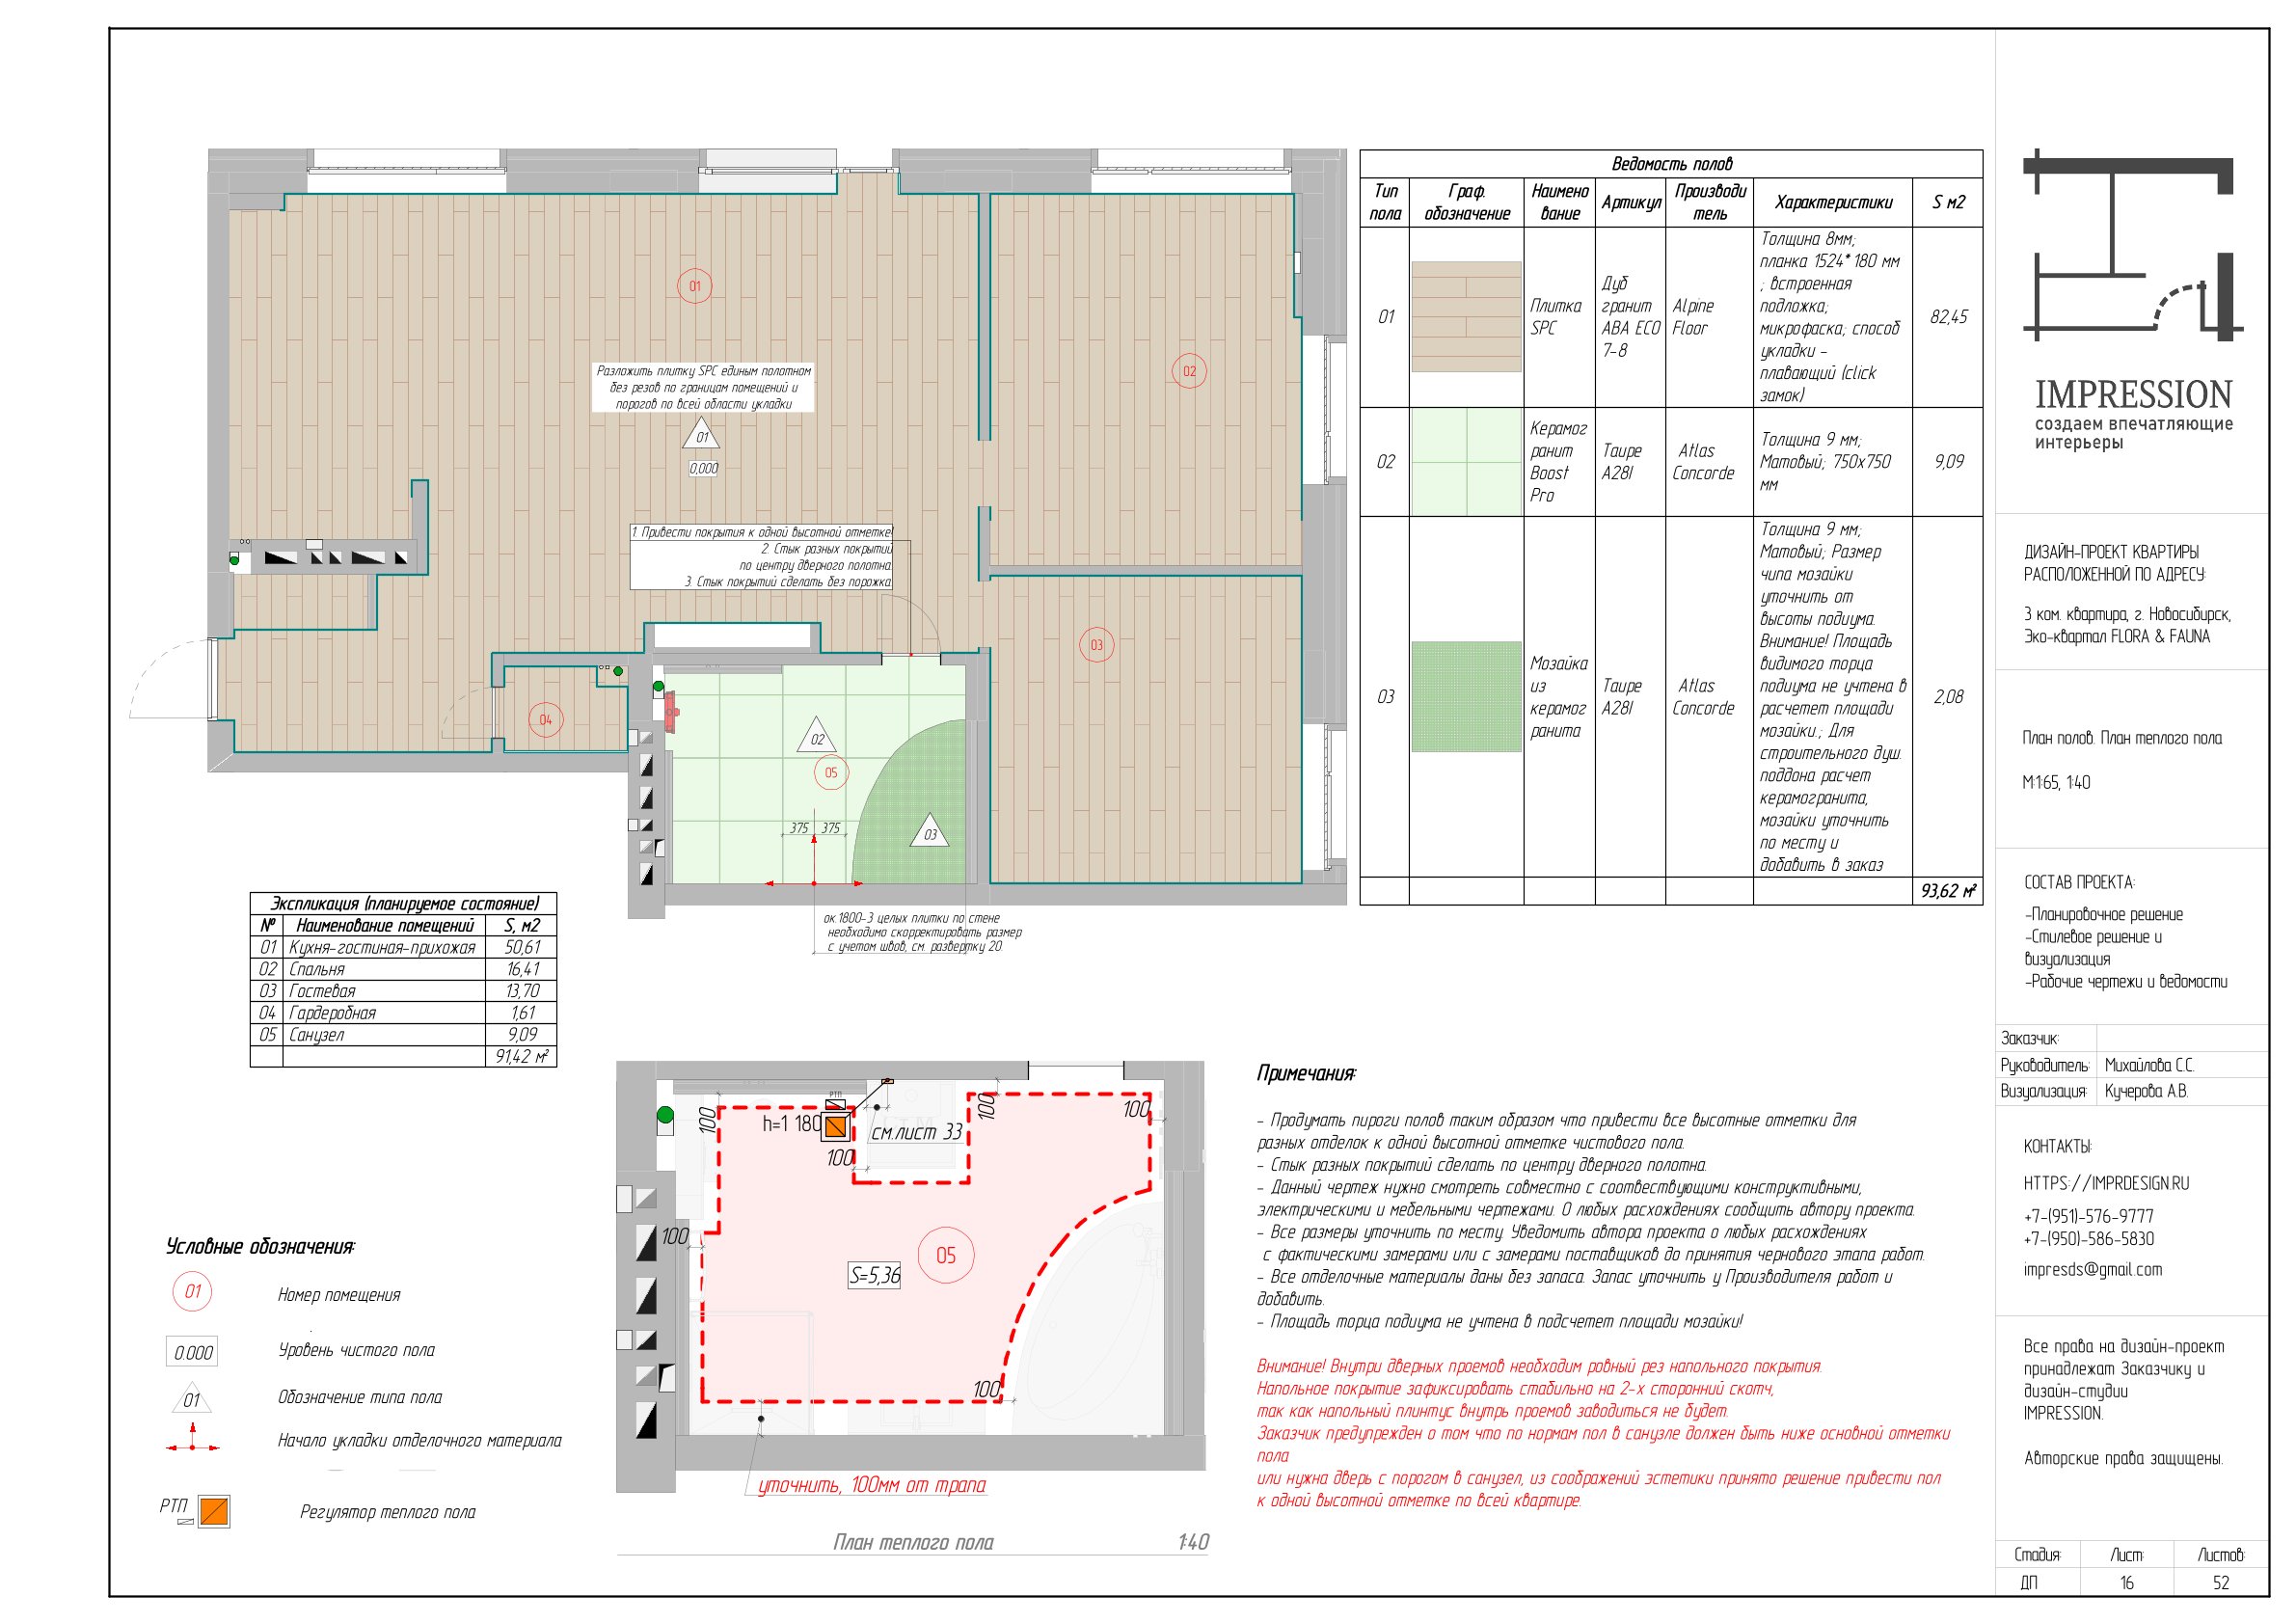 01
02
Разложить плитку SPC единым полотном
без резов по границам помещений и
порогов по всей области укладки
01
0,000
1. Привести покрытия к одной высотной отметке!
2. Стык разных покрытий
по центру дверного полотна.
3. Стык покрытий сделать без порожка.
03
04
02
05
03
375 375
ок.1800-3 целых плитки по стене
необходимо скорректировать размер
с учетом швов, см. развертку 20.
Ведомость полов
Тип пола Граф. обозначение Наименование Артикул Производитель Характеристики S м2
01 Плитка SPC Дуб гранит АВА ECO 7-8 Alpine Floor
Толщина 8мм;
планка 1524*180 мм
; встроенная
подложка;
микрофаска; способ
укладки -
плавающий (click
замок)
82,45
02 Керамогранит Boost Pro Taupe A28I Atlas Concorde
Толщина 9 мм;
Матовый; 750х750
мм
9,09
03 Мозайка из керамогранита Taupe A28I Atlas Concorde
Толщина 9 мм;
Матовый; Размер
чипа мозайки
уточнить от
высоты подиума.
Внимание! Площадь
видимого торца
подиума не учтена в
расчетет площади
мозайки.; Для
строительного душ.
поддона расчет
керамогранита,
мозайки уточнить
по месту и
добавить в заказ
2,08
93,62 м²
Экспликация (планируемое состояние)
№ Наименование помещений S, м2
01 Кухня-гостиная-прихожая 50,61
02 Спальня 16,41
03 Гостевая 13,70
04 Гардеробная 1,61
05 Санузел 9,09
91,42 м²
Условные обозначения:
01 Номер помещения
0.000 Уровень чистого пола
01 Обозначение типа пола
Начало укладки отделочного материала
РТП Регулятор теплого пола
РТП
100
h=1 180
100
см.лист 33
100
100
100
05
S=5,36
100
уточнить, 100мм от трапа
План теплого пола 1:40
Примечания:
- Продумать пироги полов таким образом что привести все высотные отметки для
разных отделок к одной высотной отметке чистового пола.
- Стык разных покрытий сделать по центру дверного полотна.
- Данный чертеж нужно смотреть совместно с соотвествующими конструктивными,
электрическими и мебельными чертежами. О любых расхождениях сообщить автору проекта.
- Все размеры уточнить по месту. Уведомить автора проекта о любых расхождениях
с фактическими замерами или с замерами поставщиков до принятия чернового этапа работ.
- Все отделочные материалы даны без запаса. Запас уточнить у Производителя работ и
добавить.
- Площадь торца подиума не учтена в подсчетет площади мозайки!
Внимание! Внутри дверных проемов необходим ровный рез напольного покрытия.
Напольное покрытие зафиксировать стабильно на 2-х сторонний скотч,
так как напольный плинтус внутрь проемов заводиться не будет.
Заказчик предупрежден о том что по нормам пол в санузле должен быть ниже основной отметки
пола
или нужна дверь с порогом в санузел, из соображений эстетики принято решение привести пол
к одной высотной отметке по всей квартире.
IMPRESSION
создаем впечатляющие
интерьеры
ДИЗАЙН-ПРОЕКТ КВАРТИРЫ
РАСПОЛОЖЕННОЙ ПО АДРЕСУ:
3 ком. квартира, г. Новосибирск,
Эко-квартал FLORA & FAUNA
План полов. План теплого пола
М:1:65, 1:40
СОСТАВ ПРОЕКТА:
-Планировочное решение
-Стилевое решение и
визуализация
-Рабочие чертежи и ведомости
Заказчик:
Руководитель: Михайлова С.С.
Визуализация: Кучерова А.В.
КОНТАКТЫ:
HTTPS://IMPRDESIGN.RU
+7-(951)-576-9777
+7-(950)-586-5830
impresds@gmail.com
Все права на дизайн-проект
принадлежат Заказчику и
дизайн-студии
IMPRESSION.
Авторские права защищены.
Стадия: Лист: Листов:
ДП 16 52